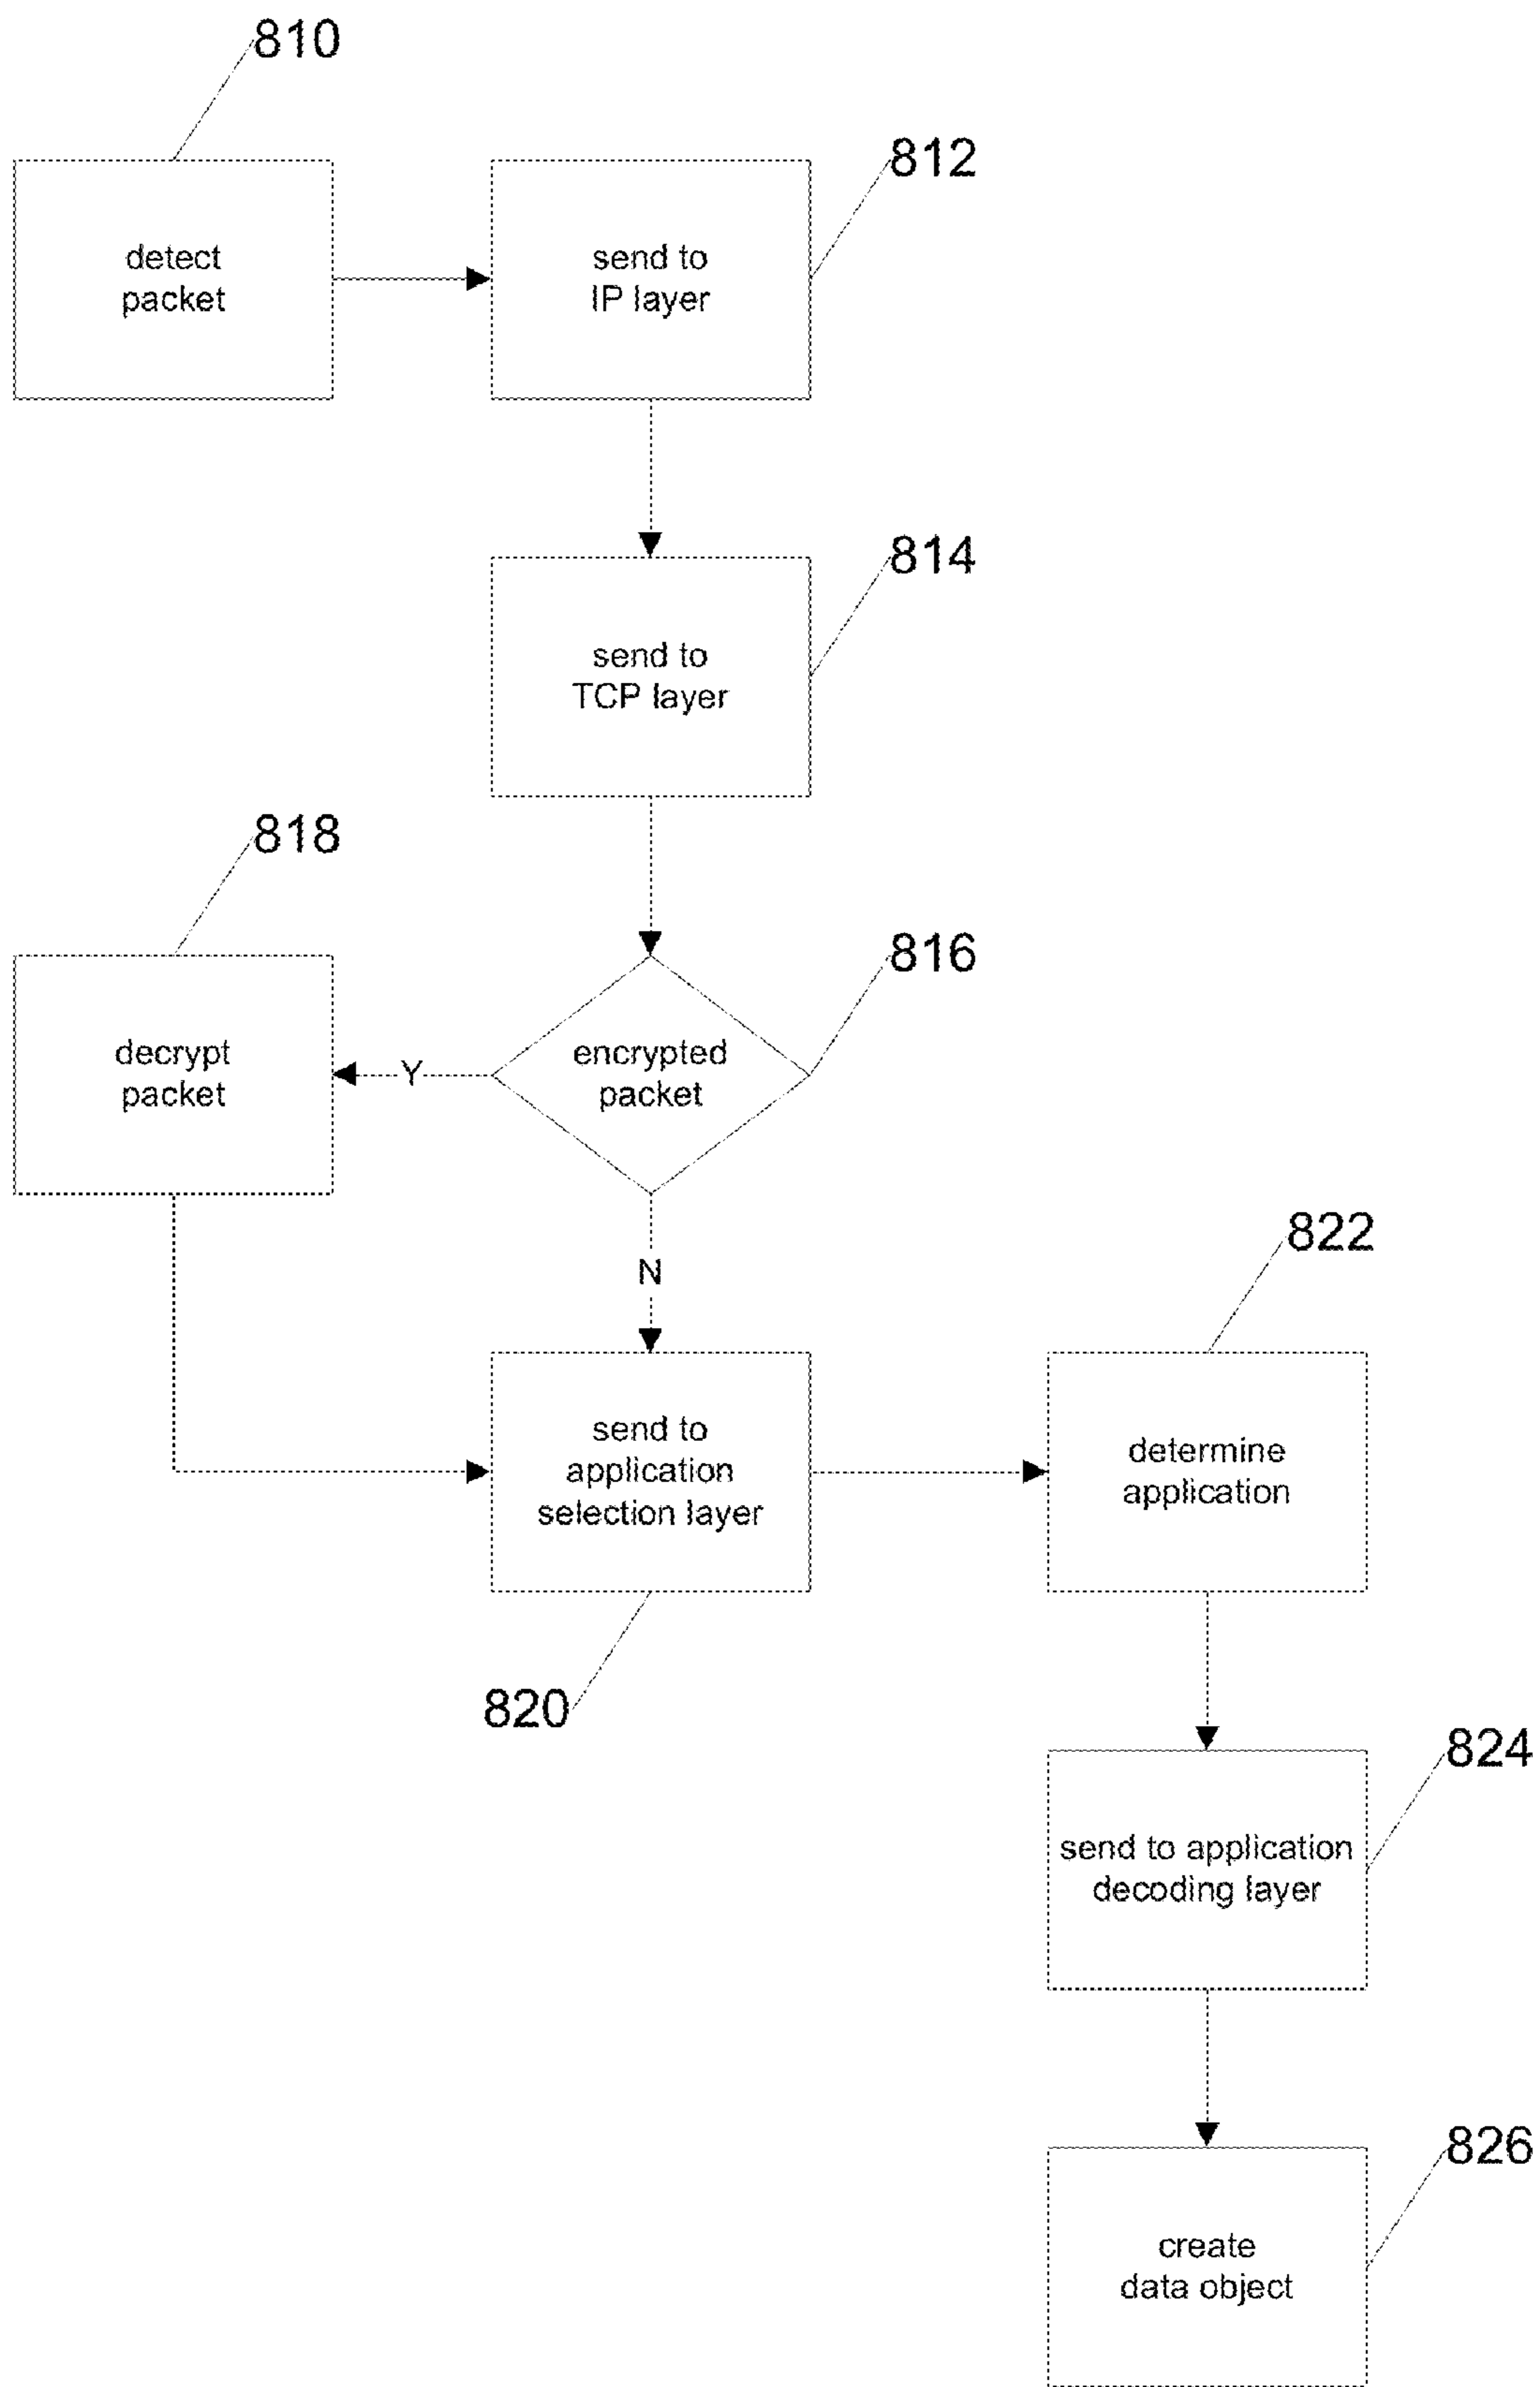 810
detect
packet
812
send to
IP layer
814
send to
TCP layer
816
encrypted
packet
Y
818
decrypt
packet
N
820
send to
application
selection layer
822
determine
application
824
send to application
decoding layer
826
create
data object